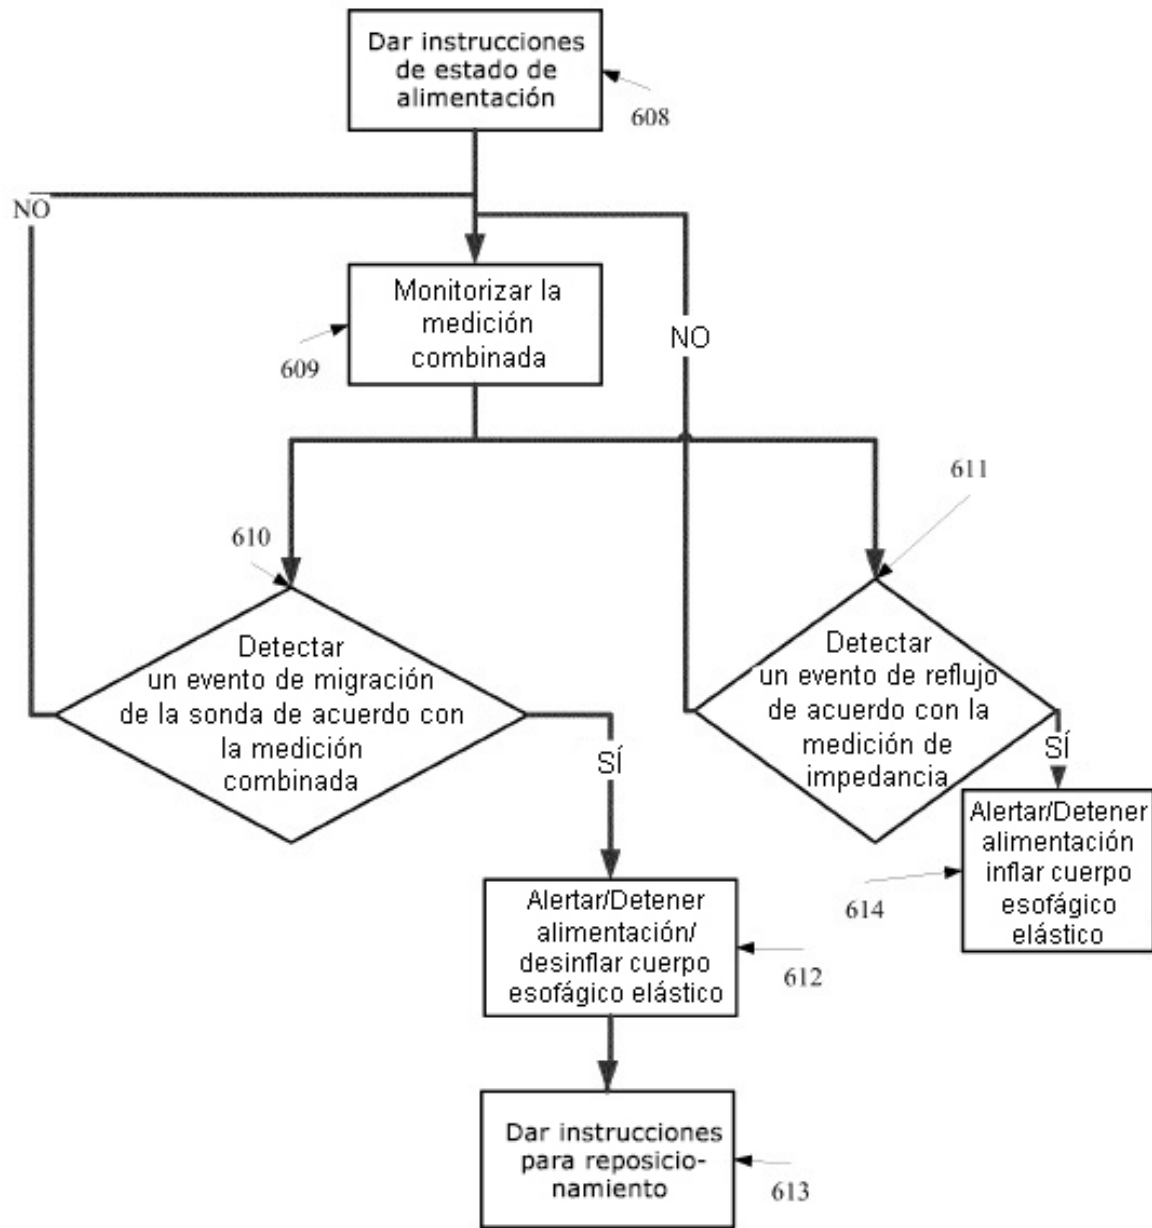 Dar instrucciones
de estado de
alimentación
608
NO
Monitorizar la
medición
combinada
609
NO
611
610
Detectar
un evento de migración
de la sonda de acuerdo con
la medición
combinada
SÍ
Detectar
un evento de reflujo
de acuerdo con la
medición de
impedancia
SÍ
Alertar/Detener
alimentación
inflar cuerpo
esofágico
elástico
614
Alertar/Detener
alimentación/
desinflar cuerpo
esofágico elástico
612
Dar instrucciones
para reposicio-
namiento
613